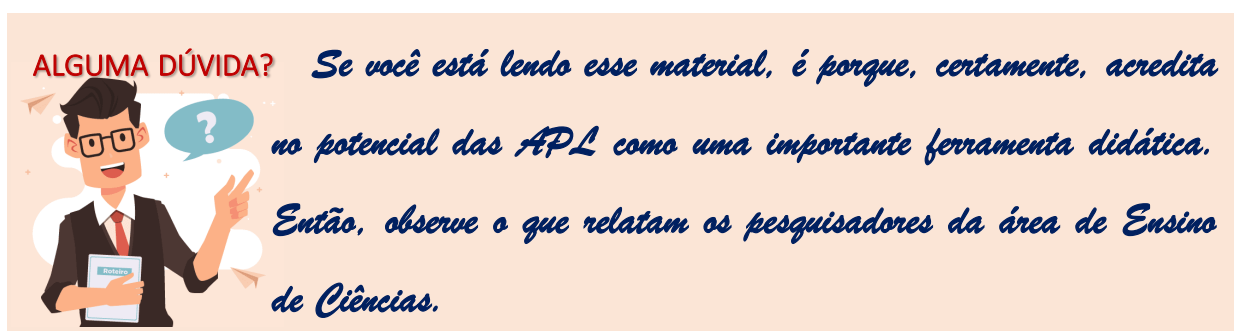 ALGUMA DÚVIDA?
Se você está lendo esse material, é porque, certamente, acredita
no potencial das APL como uma importante ferramenta didática.
Então, observe o que relatam os pesquisadores da área de Ensino
de Ciências.
?
Roteiro